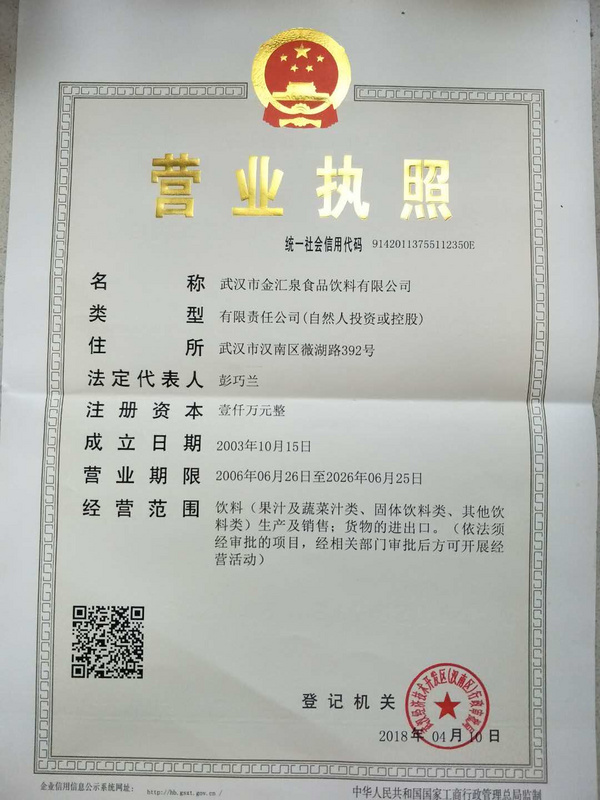 营业执照
统一社会信用代码 91420113755112350E
名称 武汉市金汇泉食品饮料有限公司
类型 有限责任公司(自然人投资或控股)
住所 武汉市汉南区薇湖路392号
法定代表人 彭巧兰
注册资本 壹仟万元整
成立日期 2003年10月15日
营业期限 2006年06月26日至2026年06月25日
经营范围 饮料（果汁及蔬菜汁类、固体饮料类、其他饮
料类）生产及销售；货物的进出口。（依法须
经审批的项目，经相关部门审批后方可开展经
营活动）
登记机关
2018年 04月 10日
企业信用信息公示系统网址： http://hb.gsxt.gov.cn/
中华人民共和国国家工商行政管理总局监制